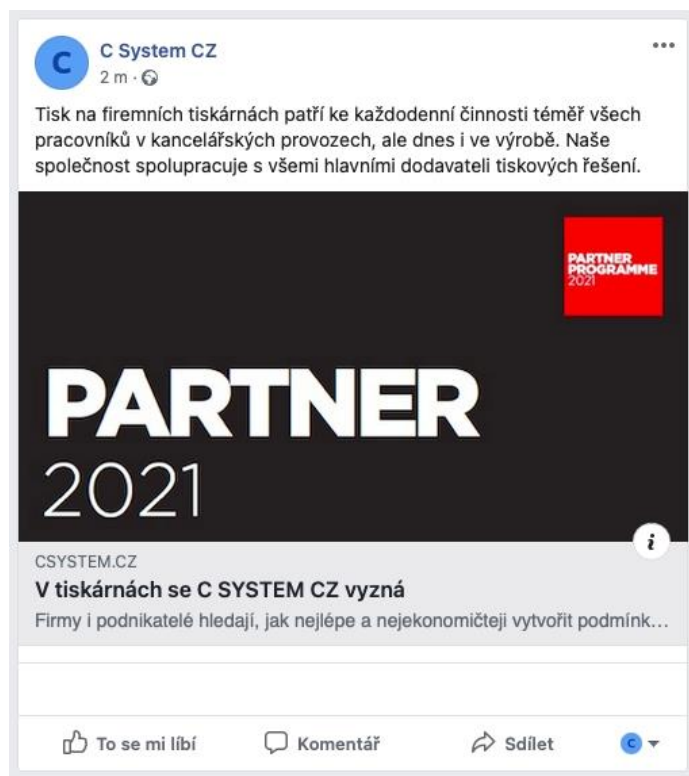 C
C System CZ
2 m ·
Tisk na firemních tiskárnách patří ke každodenní činnosti téměř všech
pracovníků v kancelářských provozech, ale dnes i ve výrobě. Naše
společnost spolupracuje s všemi hlavními dodavateli tiskových řešení.
PARTNER
PROGRAMME
2021
PARTNER
2021
i
CSYSTEM.CZ
V tiskárnách se C SYSTEM CZ vyzná
Firmy i podnikatelé hledají, jak nejlépe a nejekonomičteji vytvořit podmínk...
To se mi líbí Komentář Sdílet C